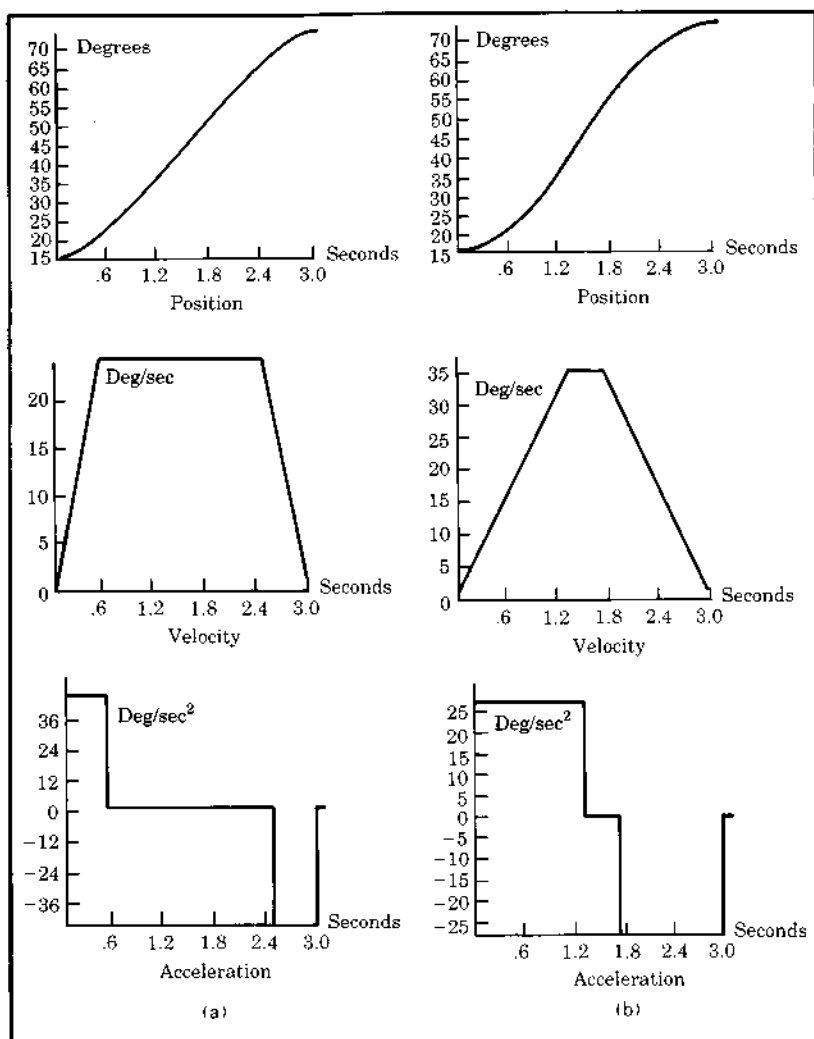 Degrees
70
65
60
55
50
45
40
35
30
25
20
15
.6 1.2 1.8 2.4 3.0 Seconds
Position
Degrees
70
65
60
55
50
45
40
35
30
25
20
15
.6 1.2 1.8 2.4 3.0 Seconds
Position
Deg/sec
20
15
10
5
0
.6 1.2 1.8 2.4 3.0 Seconds
Velocity
35
Deg/sec
30
25
20
15
10
5
0
.6 1.2 1.8 2.4 3.0 Seconds
Velocity
Deg/sec²
36
24
12
0
−12
−24
−36
.6 1.2 1.8 2.4 3.0 Seconds
Acceleration
(a)
25
Deg/sec²
20
15
10
5
0
−5
−10
−15
−20
−25
.6 1.2 1.8 2.4 3.0 Seconds
Acceleration
(b)